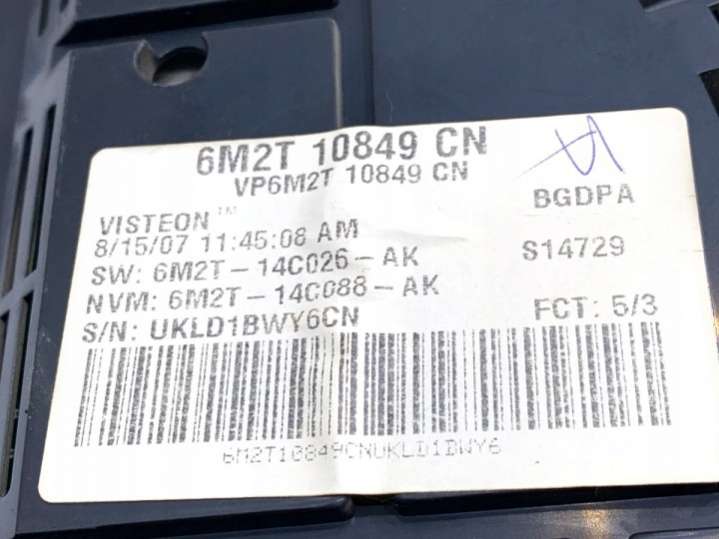 6M2T 10849 CN
VP6M2T 10849 CN
BGDPA
VISTEON™
8/15/07 11:45:08 AM
S14729
SW: 6M2T-14C026-AK
NVM: 6M2T-14C088-AK
FCT: 5/3
S/N: UKLD1BWY6CN
6M2T10849CNUKLD1BWY6